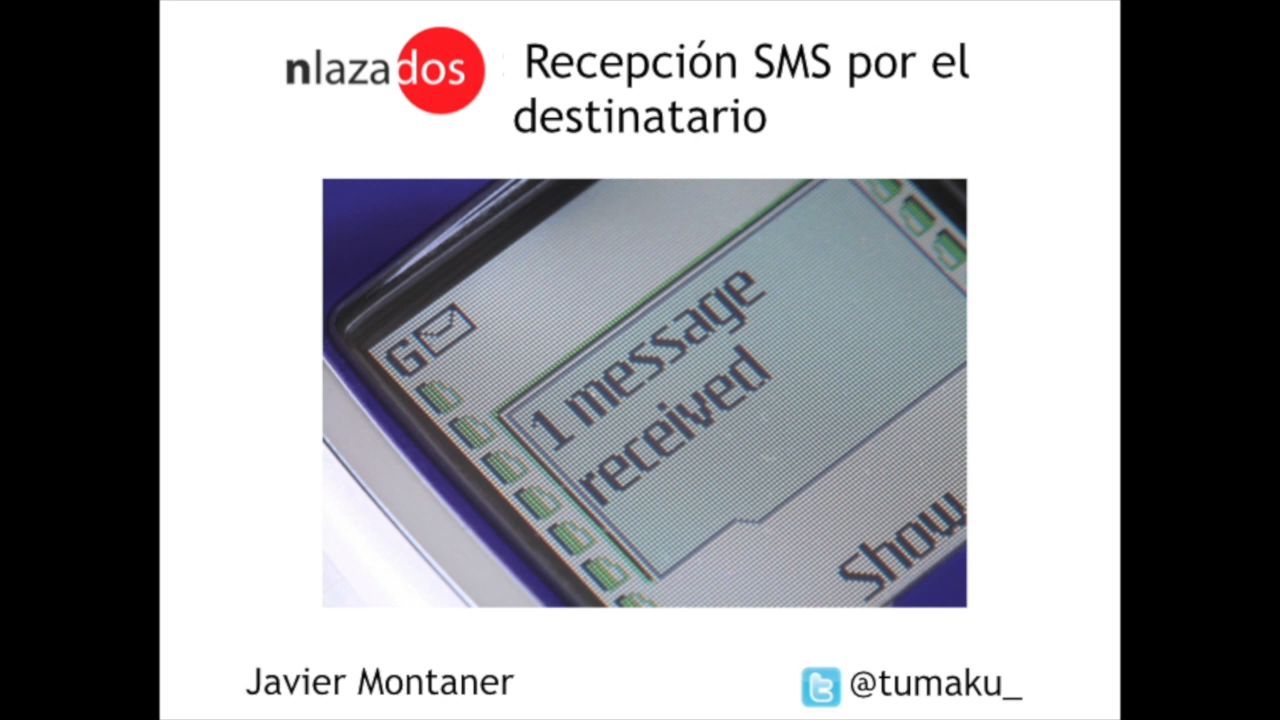 nlazados : Recepción SMS por el
destinatario
G
1 message
received
Show
Javier Montaner
@tumaku_